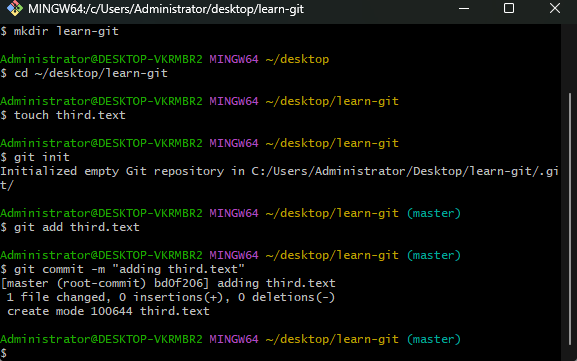 MINGW64:/c/Users/Administrator/desktop/learn-git
$ mkdir learn-git
Administrator@DESKTOP-VKRMBR2 MINGW64 ~/desktop
$ cd ~/desktop/learn-git
Administrator@DESKTOP-VKRMBR2 MINGW64 ~/desktop/learn-git
$ touch third.text
Administrator@DESKTOP-VKRMBR2 MINGW64 ~/desktop/learn-git
$ git init
Initialized empty Git repository in C:/Users/Administrator/Desktop/learn-git/.gi
t/
Administrator@DESKTOP-VKRMBR2 MINGW64 ~/desktop/learn-git (master)
$ git add third.text
Administrator@DESKTOP-VKRMBR2 MINGW64 ~/desktop/learn-git (master)
$ git commit -m "adding third.text"
[master (root-commit) bd0f206] adding third.text
 1 file changed, 0 insertions(+), 0 deletions(-)
 create mode 100644 third.text
Administrator@DESKTOP-VKRMBR2 MINGW64 ~/desktop/learn-git (master)
$